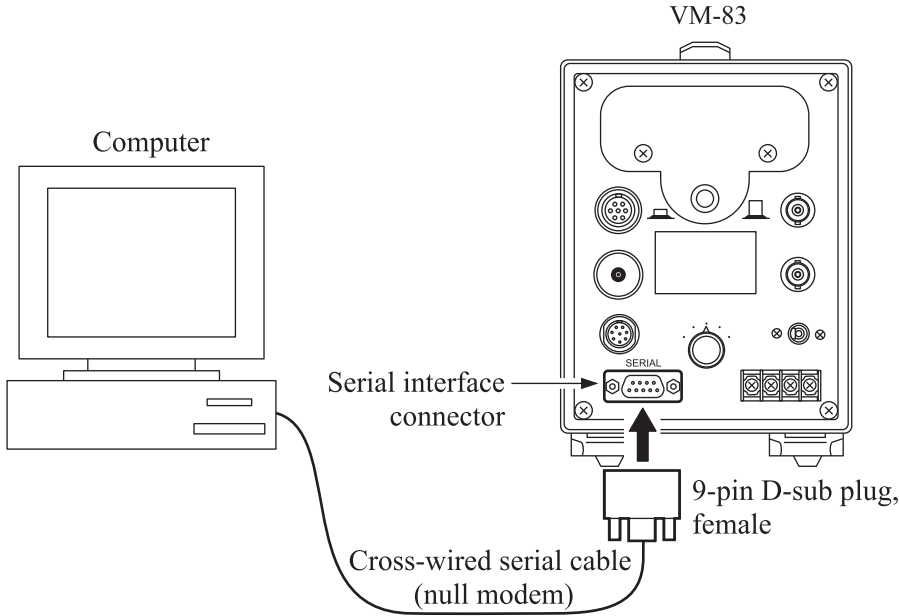 VM-83
Computer
SERIAL
Serial interface
connector
9-pin D-sub plug,
female
Cross-wired serial cable
(null modem)